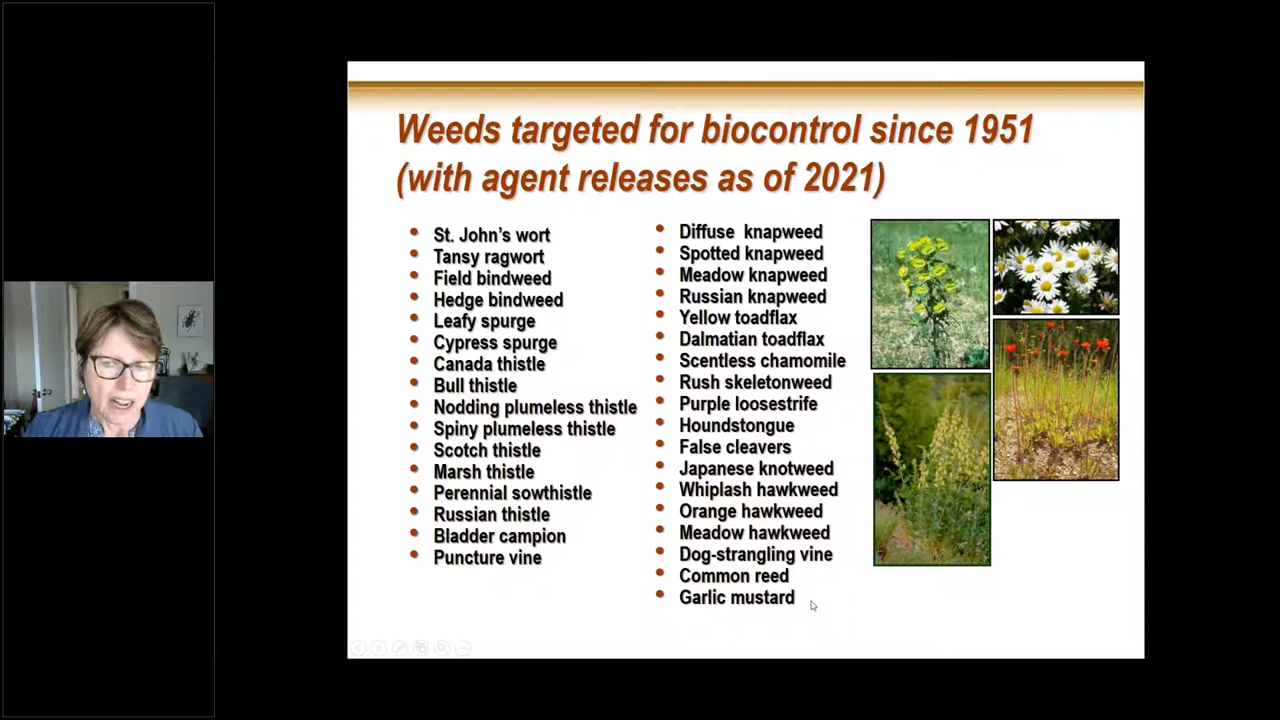 Weeds targeted for biocontrol since 1951
(with agent releases as of 2021)
St. John's wort
Tansy ragwort
Field bindweed
Hedge bindweed
Leafy spurge
Cypress spurge
Canada thistle
Bull thistle
Nodding plumeless thistle
Spiny plumeless thistle
Scotch thistle
Marsh thistle
Perennial sowthistle
Russian thistle
Bladder campion
Puncture vine
Diffuse  knapweed
Spotted knapweed
Meadow knapweed
Russian knapweed
Yellow toadflax
Dalmatian toadflax
Scentless chamomile
Rush skeletonweed
Purple loosestrife
Houndstongue
False cleavers
Japanese knotweed
Whiplash hawkweed
Orange hawkweed
Meadow hawkweed
Dog-strangling vine
Common reed
Garlic mustard